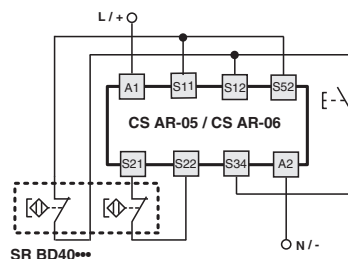 L / +
A1 S11 S12 S52
CS AR-05 / CS AR-06
S21 S22 S34 A2
N / -
SR BD40•••